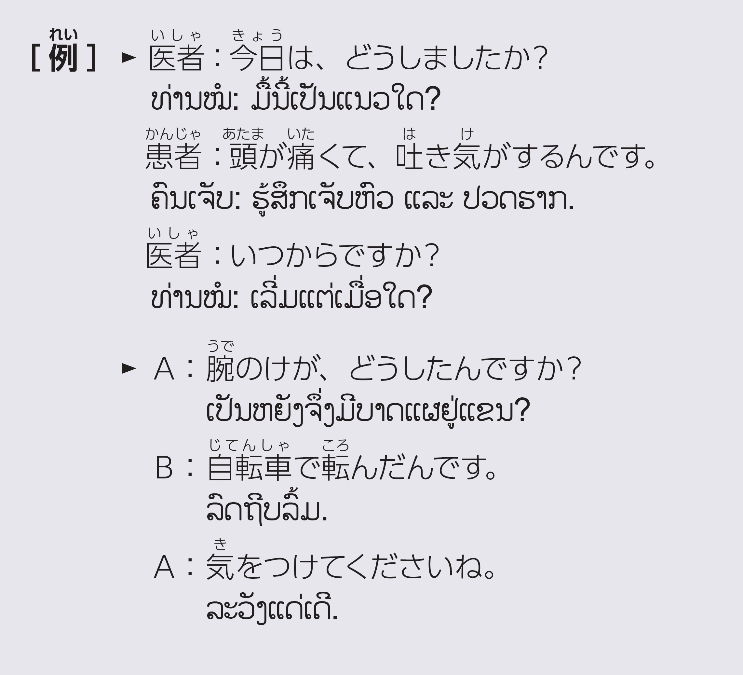 れい いしゃ きょう
[例] ► 医者：今日は、どうしましたか？
ທ່ານໝໍ: ມື້ນີ້ເປັນແນວໃດ?
かんじゃ あたま いた は け
患者：頭が痛くて、吐き気がするんです。
ຄົນເຈັບ: ຮູ້ສຶກເຈັບຫົວ ແລະ ປວດຮາກ.
いしゃ
医者：いつからですか？
ທ່ານໝໍ: ເລີ່ມແຕ່ເມື່ອໃດ?
うで
► A：腕のけが、どうしたんですか？
ເປັນຫຍັງຈຶ່ງມີບາດແຜຢູ່ແຂນ?
じてんしゃ ころ
B：自転車で転んだんです。
ລົດຖີບລົ້ມ.
き
A：気をつけてくださいね。
ລະວັງແດ່ເດີ.